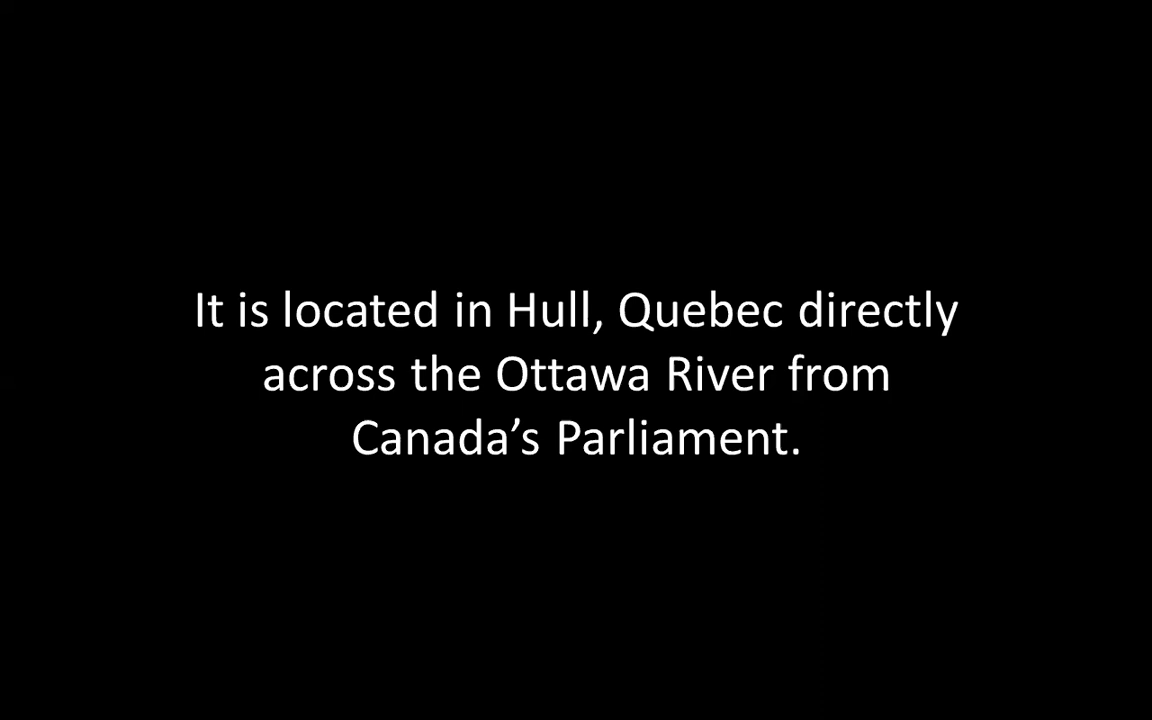 It is located in Hull, Quebec directly
across the Ottawa River from
Canada’s Parliament.